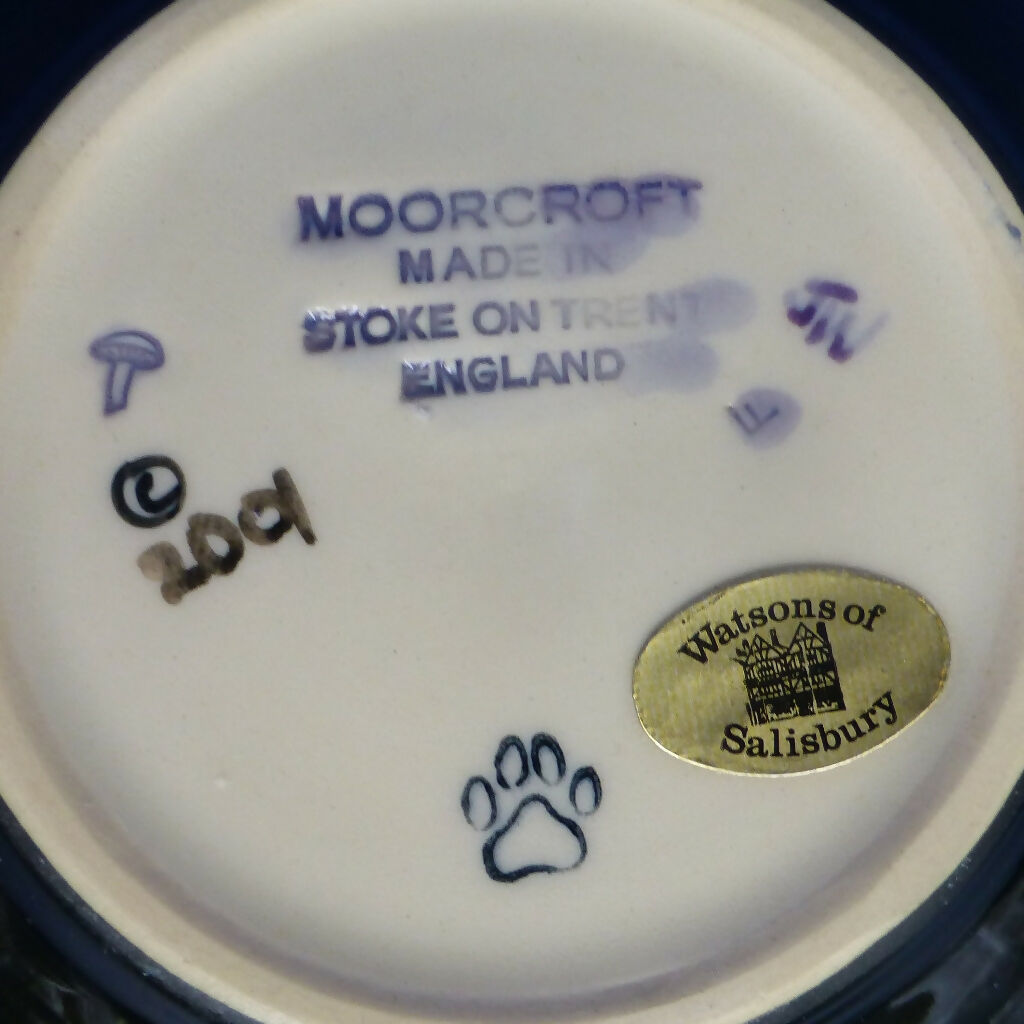 MOORCROFT
MADE IN
STOKE ON TRENT
ENGLAND
F
©
2001
Watsons of
Salisbury